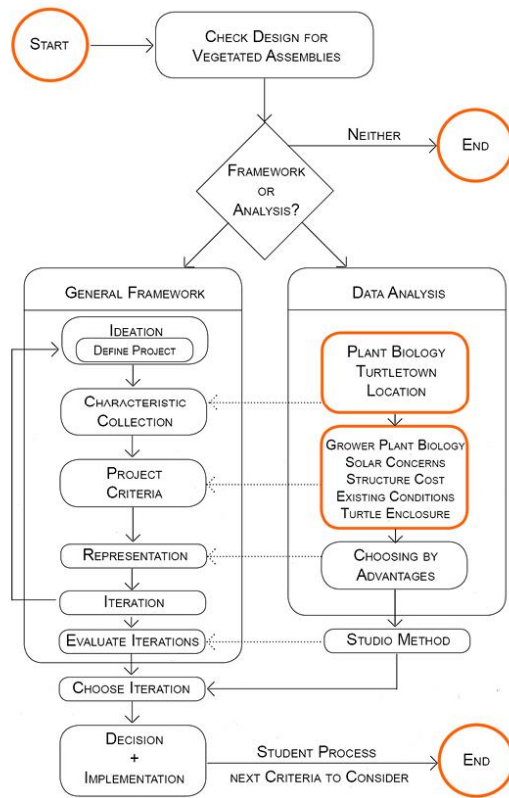 START
CHECK DESIGN FOR
VEGETATED ASSEMBLIES
NEITHER
END
FRAMEWORK
OR
ANALYSIS?
GENERAL FRAMEWORK
IDEATION
DEFINE PROJECT
CHARACTERISTIC
COLLECTION
PROJECT
CRITERIA
REPRESENTATION
ITERATION
EVALUATE ITERATIONS
DATA ANALYSIS
PLANT BIOLOGY
TURTLETOWN
LOCATION
GROWER PLANT BIOLOGY
SOLAR CONCERNS
STRUCTURE COST
EXISTING CONDITIONS
TURTLE ENCLOSURE
CHOOSING BY
ADVANTAGES
STUDIO METHOD
CHOOSE ITERATION
DECISION
+
IMPLEMENTATION
STUDENT PROCESS
NEXT CRITERIA TO CONSIDER
END